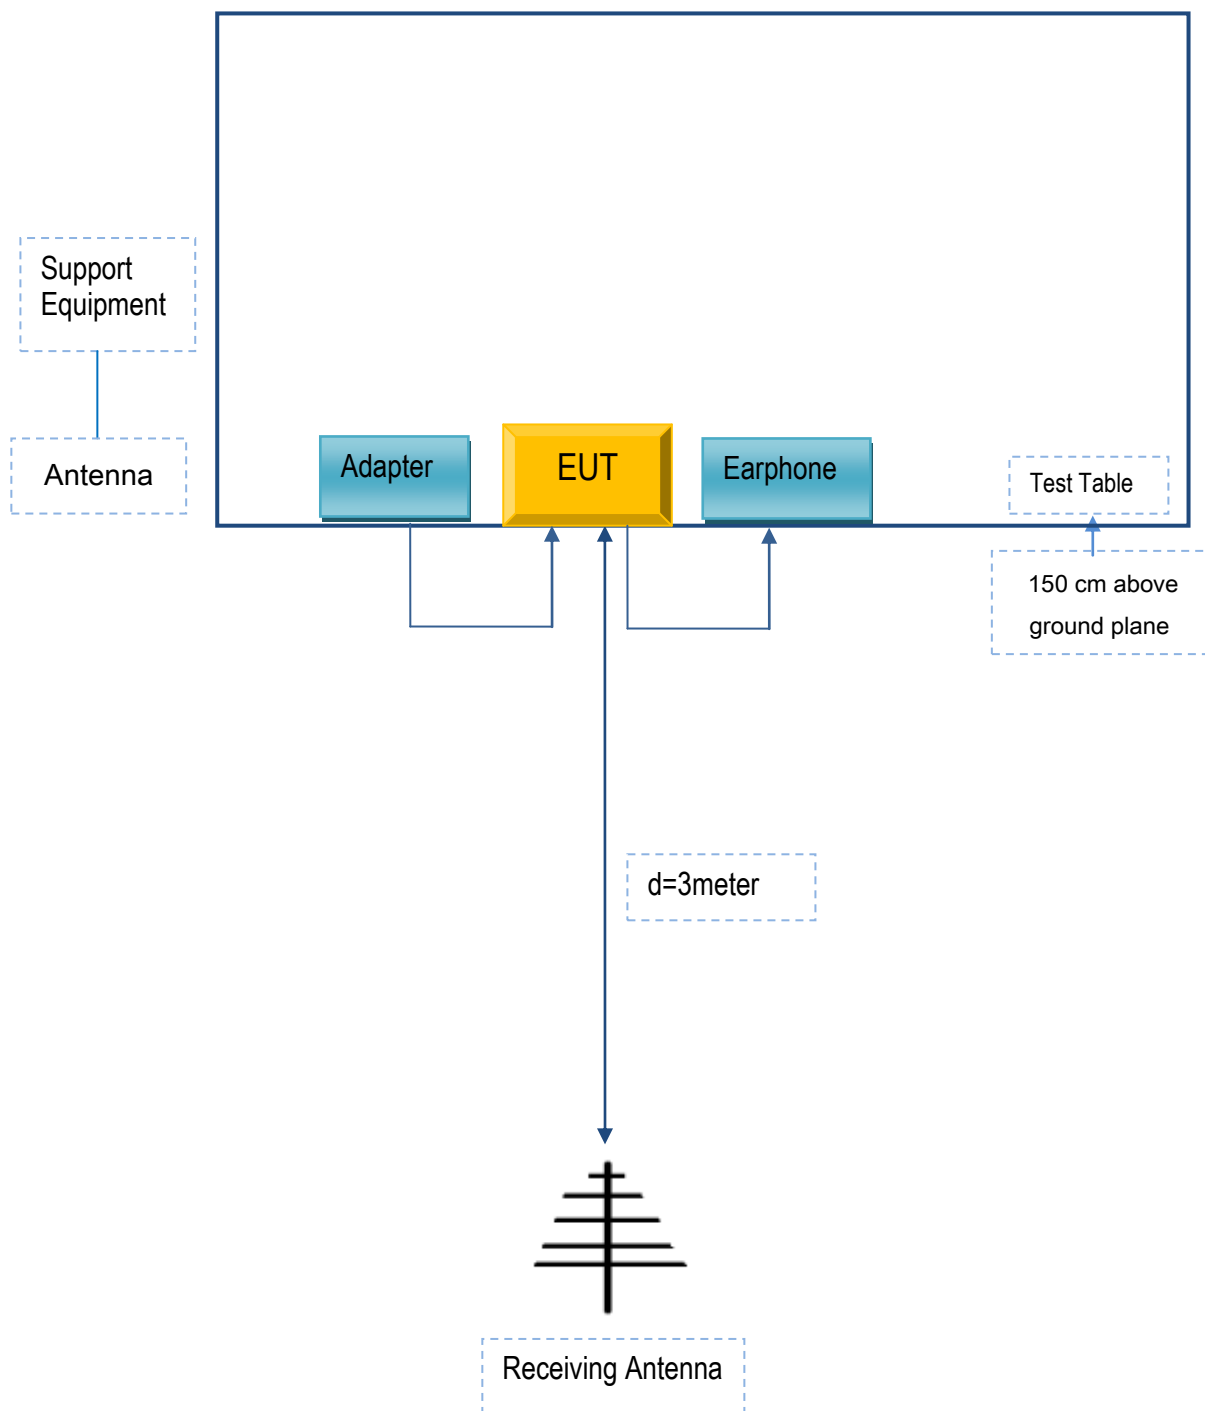 Support
Equipment
Antenna
Adapter
EUT
Earphone
Test Table
150 cm above
ground plane
d=3meter
Receiving Antenna